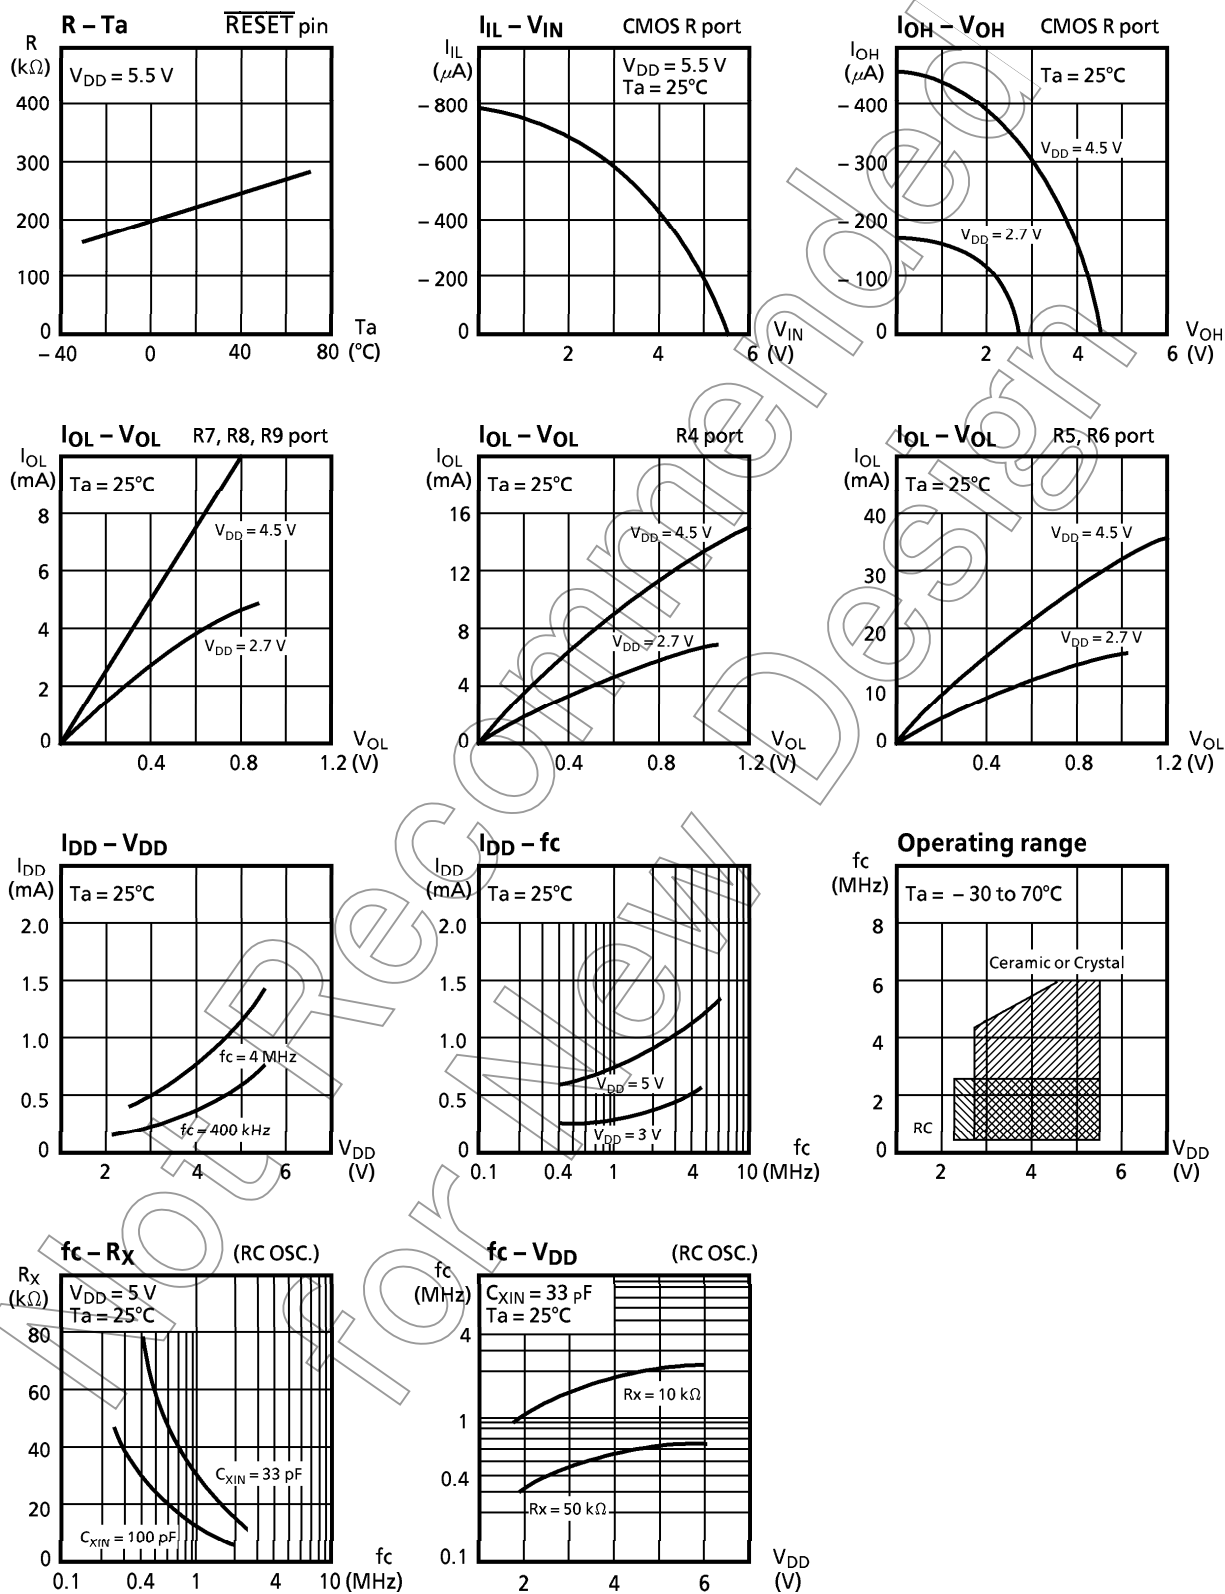 R – Ta RESET pin
R
(kΩ)
VDD = 5.5 V
400
300
200
100
0
– 40 0 40 80
Ta
(°C)
IIL – VIN CMOS R port
IIL
(μA)
VDD = 5.5 V
Ta = 25°C
– 800
– 600
– 400
– 200
0
2 4 6
VIN
(V)
IOH – VOH CMOS R port
IOH
(μA)
Ta = 25°C
– 400
– 300
– 200
– 100
0
VDD = 4.5 V
VDD = 2.7 V
2 4 6
VOH
(V)
IOL – VOL R7, R8, R9 port
IOL
(mA)
Ta = 25°C
8
6
4
2
0
VDD = 4.5 V
VDD = 2.7 V
0.4 0.8 1.2
VOL
(V)
IOL – VOL R4 port
IOL
(mA)
Ta = 25°C
16
12
8
4
0
VDD = 4.5 V
VDD = 2.7 V
0.4 0.8 1.2
VOL
(V)
IOL – VOL R5, R6 port
IOL
(mA)
Ta = 25°C
40
30
20
10
0
VDD = 4.5 V
VDD = 2.7 V
0.4 0.8 1.2
VOL
(V)
IDD – VDD
IDD
(mA)
Ta = 25°C
2.0
1.5
1.0
0.5
0
fc = 4 MHz
fc = 400 kHz
2 4 6
VDD
(V)
IDD – fc
IDD
(mA)
Ta = 25°C
2.0
1.5
1.0
0.5
0
VDD = 5 V
VDD = 3 V
0.1 0.4 1 4 10
fc
(MHz)
Operating range
fc
(MHz)
Ta = – 30 to 70°C
8
6
4
2
0
Ceramic or Crystal
RC
2 4 6
VDD
(V)
fc – RX (RC OSC.)
RX
(kΩ)
VDD = 5 V
Ta = 25°C
80
60
40
20
0
CXIN = 33 pF
CXIN = 100 pF
0.1 0.4 1 4 10
fc
(MHz)
fc – VDD (RC OSC.)
fc
(MHz)
CXIN = 33 PF
Ta = 25°C
4
1
0.4
0.1
Rx = 10 kΩ
Rx = 50 kΩ
2 4 6
VDD
(V)
Not Recommended
for New Design